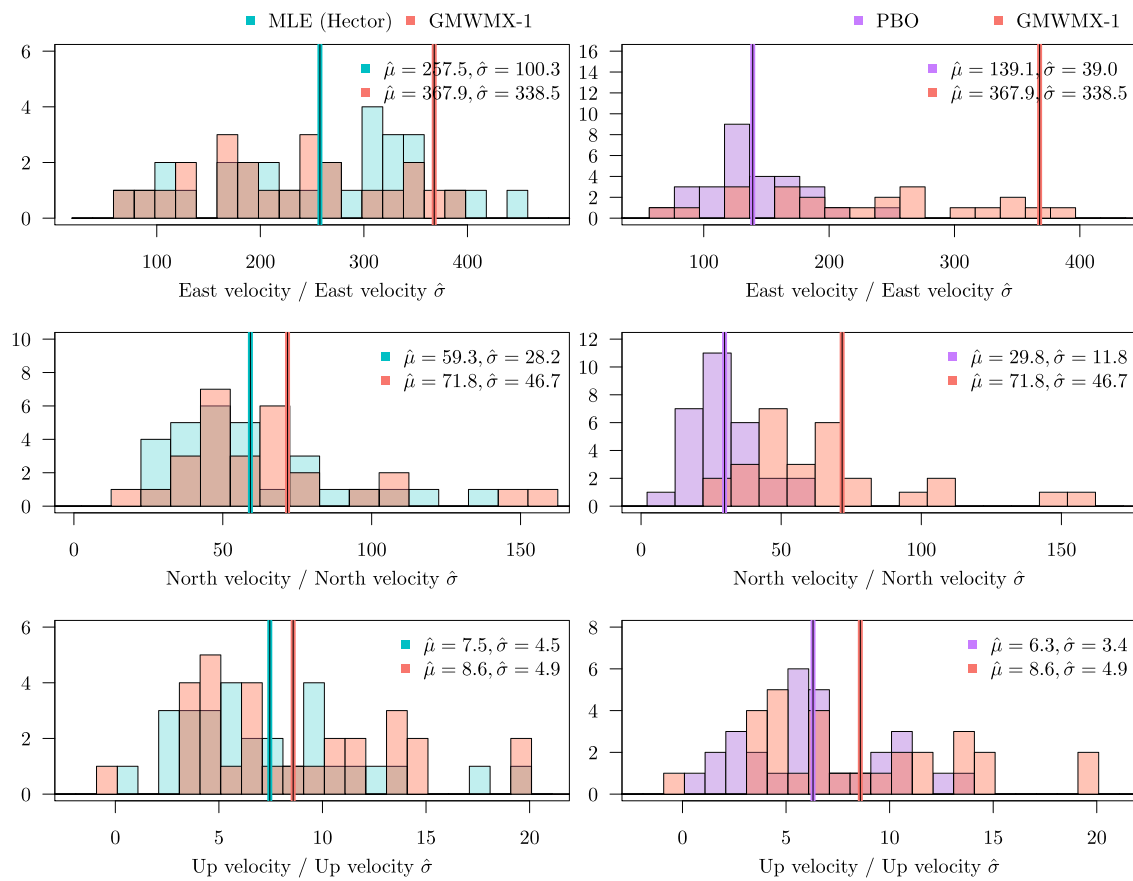 MLE (Hector) GMWMX-1
PBO GMWMX-1
6
4
2
0
μ̂ = 257.5, σ̂ = 100.3
μ̂ = 367.9, σ̂ = 338.5
100 200 300 400
East velocity / East velocity σ̂
16
14
12
10
8
6
4
2
0
μ̂ = 139.1, σ̂ = 39.0
μ̂ = 367.9, σ̂ = 338.5
100 200 300 400
East velocity / East velocity σ̂
10
8
6
4
2
0
μ̂ = 59.3, σ̂ = 28.2
μ̂ = 71.8, σ̂ = 46.7
0 50 100 150
North velocity / North velocity σ̂
12
10
8
6
4
2
0
μ̂ = 29.8, σ̂ = 11.8
μ̂ = 71.8, σ̂ = 46.7
0 50 100 150
North velocity / North velocity σ̂
6
4
2
0
μ̂ = 7.5, σ̂ = 4.5
μ̂ = 8.6, σ̂ = 4.9
0 5 10 15 20
Up velocity / Up velocity σ̂
8
6
4
2
0
μ̂ = 6.3, σ̂ = 3.4
μ̂ = 8.6, σ̂ = 4.9
0 5 10 15 20
Up velocity / Up velocity σ̂